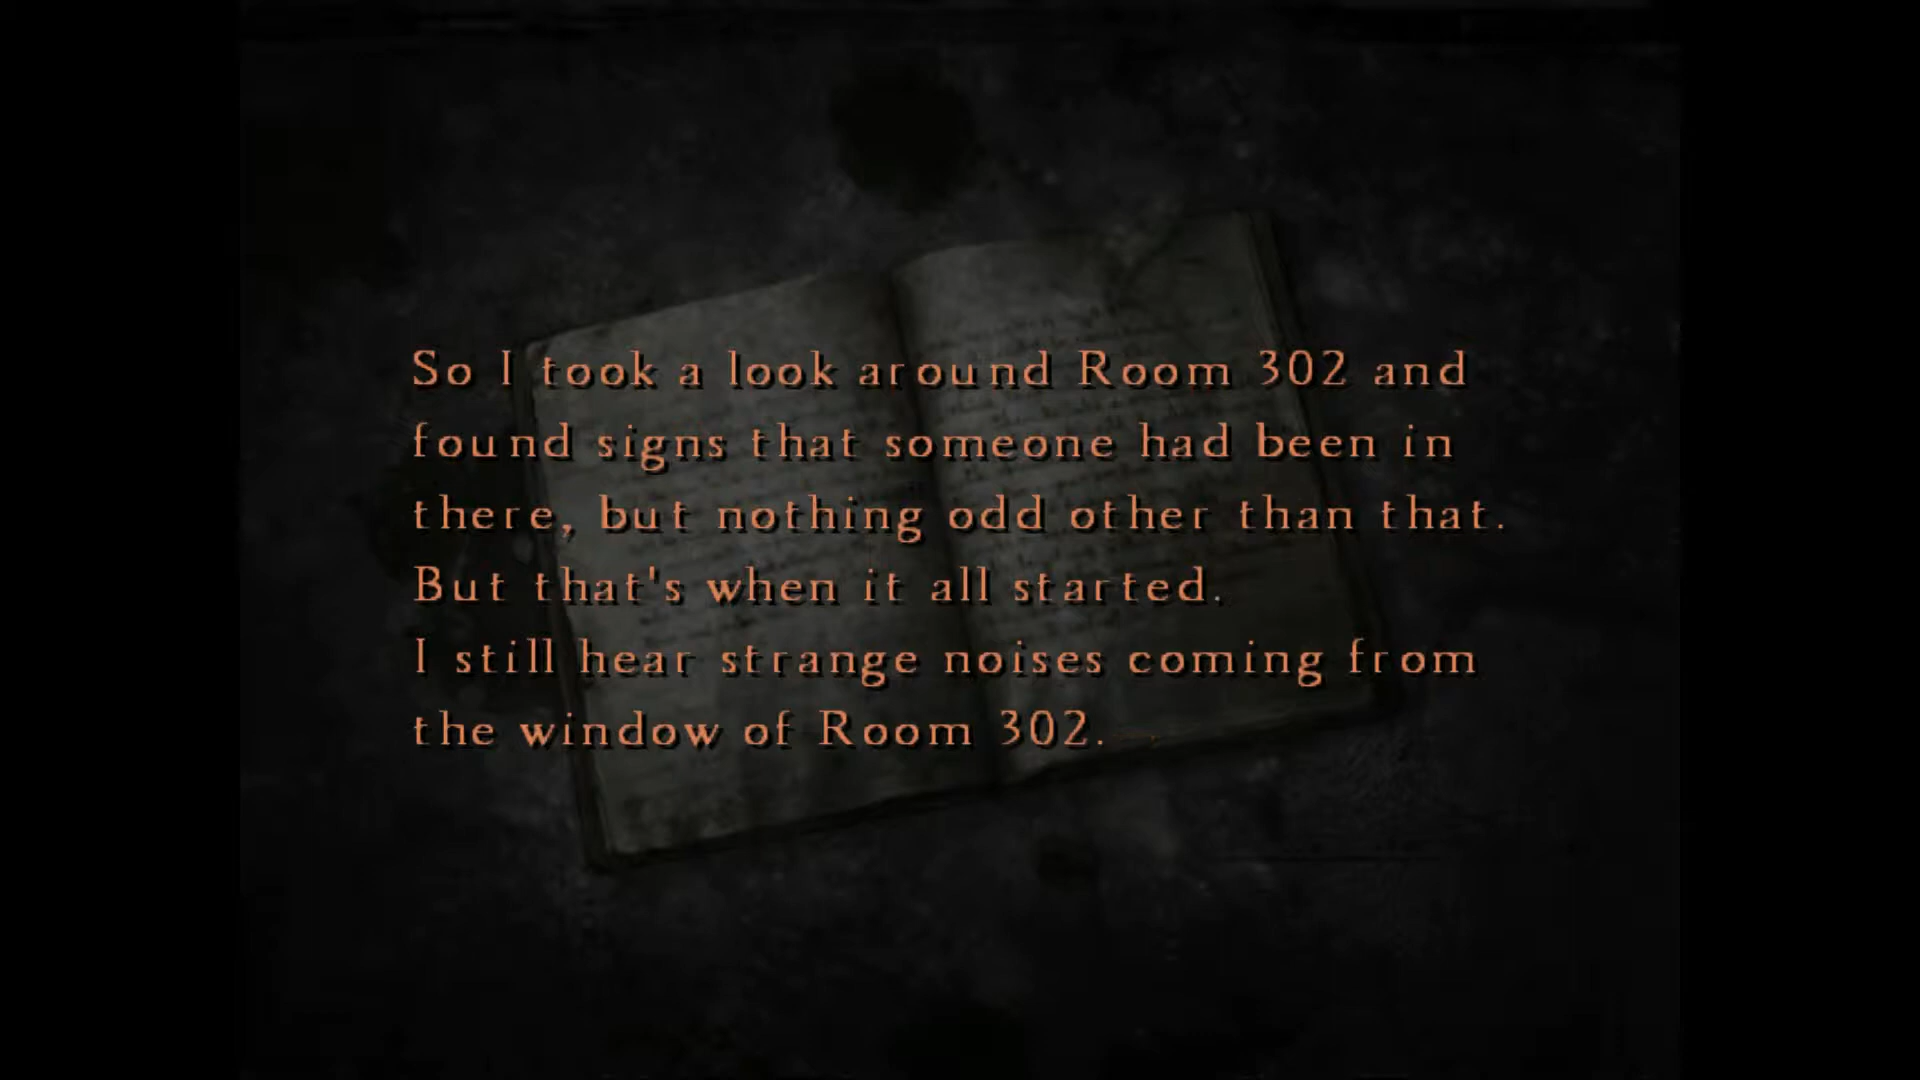 So I took a look around Room 302 and
found signs that someone had been in
there, but nothing odd other than that.
But that's when it all started.
I still hear strange noises coming from
the window of Room 302.